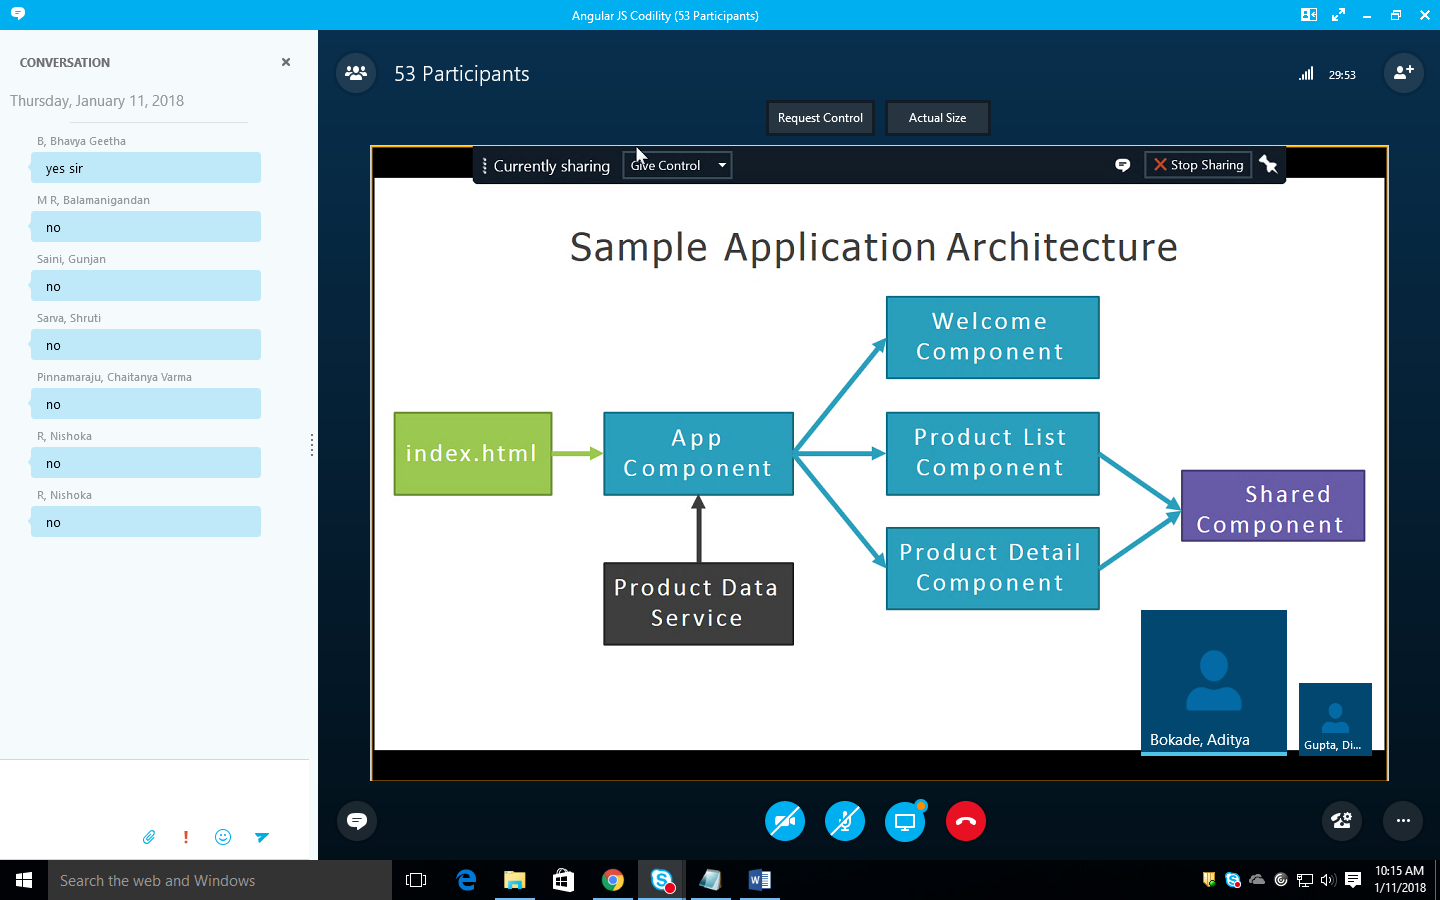 Angular JS Codility (53 Participants)
CONVERSATION
Thursday, January 11, 2018
B, Bhavya Geetha
yes sir
M R, Balamanigandan
no
Saini, Gunjan
no
Sarva, Shruti
no
Pinnamaraju, Chaitanya Varma
no
R, Nishoka
no
R, Nishoka
no
53 Participants
29:53
Request Control
Actual Size
Currently sharing
Give Control
Stop Sharing
Sample Application Architecture
Welcome
Component
index.html
App
Component
Product List
Component
Shared
Component
Product Detail
Component
Product Data
Service
Bokade, Aditya
Gupta, Di...
Search the web and Windows
10:15 AM
1/11/2018